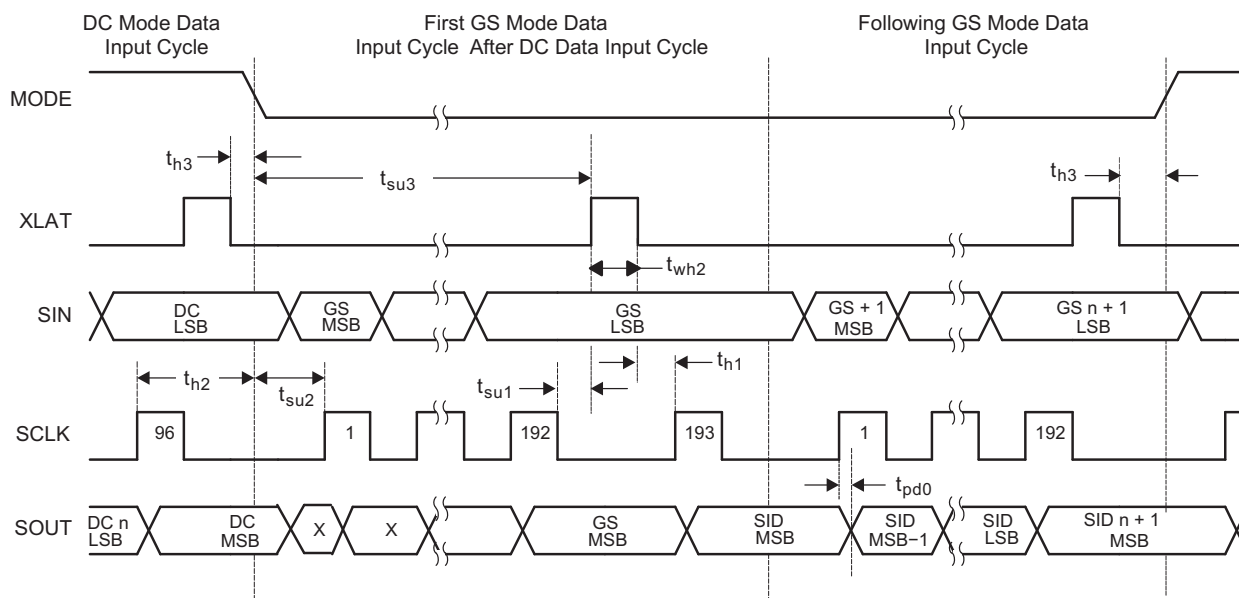 DC Mode Data
Input Cycle
First GS Mode Data
Input Cycle After DC Data Input Cycle
Following GS Mode Data
Input Cycle
MODE
th3
tsu3
th3
XLAT
twh2
SIN
DC
LSB
GS
MSB
GS
LSB
GS + 1
MSB
GS n + 1
LSB
th2
tsu2
tsu1
th1
SCLK
96
1
192
193
1
192
tpd0
SOUT
DC n
LSB
DC
MSB
X
X
GS
MSB
SID
MSB
SID
MSB−1
SID
LSB
SID n + 1
MSB